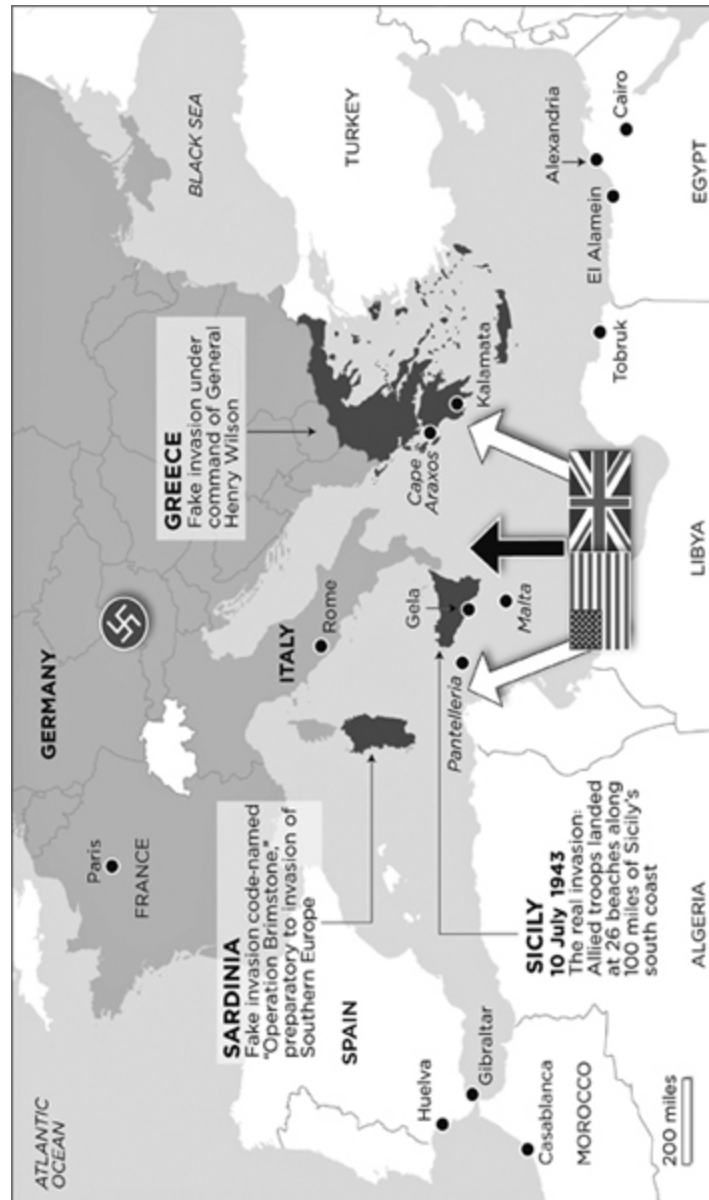 ATLANTIC
OCEAN
Paris
FRANCE
GERMANY
BLACK SEA
TURKEY
GREECE
Fake invasion under
command of General
Henry Wilson
SARDINIA
Fake invasion code-named
"Operation Brimstone,"
preparatory to invasion of
Southern Europe
SPAIN
ITALY
Rome
Cape
Araxos
Kalamata
Huelva
Gibraltar
Pantelleria
Gela
Malta
Casablanca
MOROCCO
SICILY
10 July 1943
The real invasion:
Allied troops landed
at 26 beaches along
100 miles of Sicily's
south coast
Tobruk
El Alamein
Alexandria
Cairo
200 miles
ALGERIA
LIBYA
EGYPT